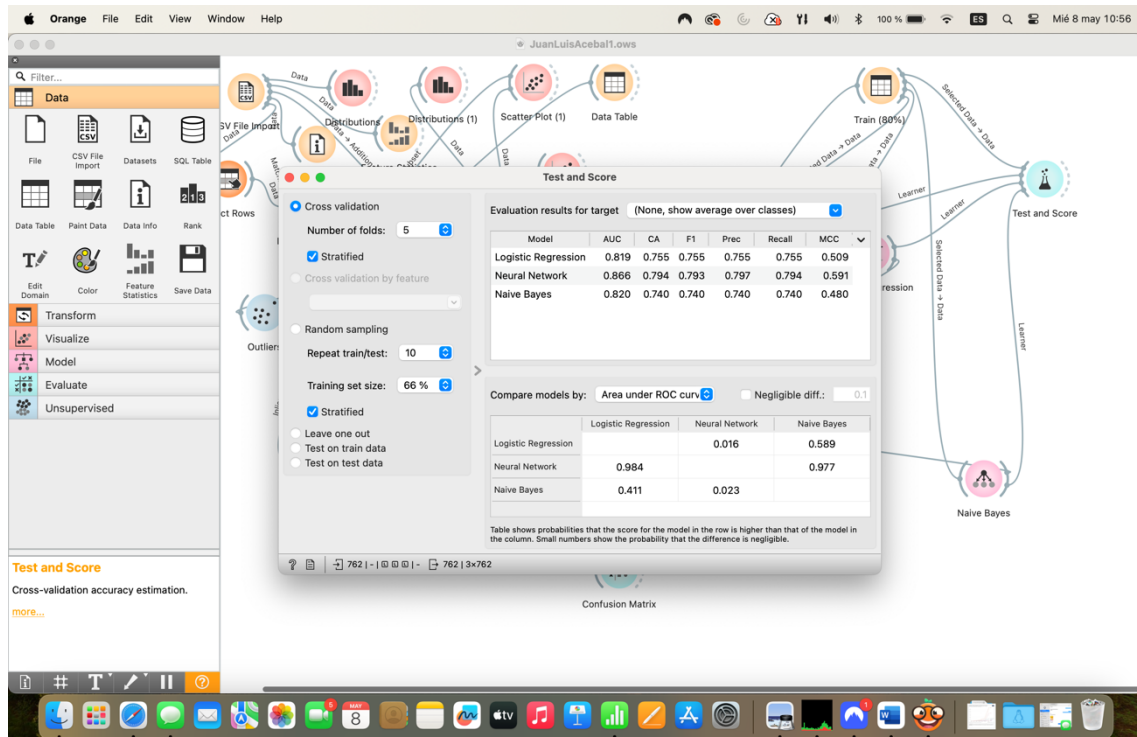 Orange File Edit View Window Help 100 % ES Mié 8 may 10:56
JuanLuisAcebal1.ows
Filter...
Data
File CSV File Import Datasets SQL Table
Data Table Paint Data Data Info Rank
Edit Domain Color Feature Statistics Save Data
Transform
Visualize
Model
Evaluate
Unsupervised
Test and Score
Cross-validation accuracy estimation.
more...
Data
SV File Import
Distributions
Distributions (1)
Scatter Plot (1)
Data Table
Train (80%)
Selected Data → Data
Data
Data
Data
ct Rows
Outliers
Learner
Learner
Test and Score
ression
Selected Data → Data
Learner
Naive Bayes
Confusion Matrix
Test and Score
Cross validation
Number of folds: 5
Stratified
Cross validation by feature
Random sampling
Repeat train/test: 10
Training set size: 66 %
Stratified
Leave one out
Test on train data
Test on test data
Evaluation results for target (None, show average over classes)
Model AUC CA F1 Prec Recall MCC
Logistic Regression 0.819 0.755 0.755 0.755 0.755 0.509
Neural Network 0.866 0.794 0.793 0.797 0.794 0.591
Naive Bayes 0.820 0.740 0.740 0.740 0.740 0.480
Compare models by: Area under ROC curv Negligible diff.: 0.1
Logistic Regression Neural Network Naive Bayes
Logistic Regression 0.016 0.589
Neural Network 0.984 0.977
Naive Bayes 0.411 0.023
Table shows probabilities that the score for the model in the row is higher than that of the model in
the column. Small numbers show the probability that the difference is negligible.
762 | - | 762 | 3×762
MAY
8
tv